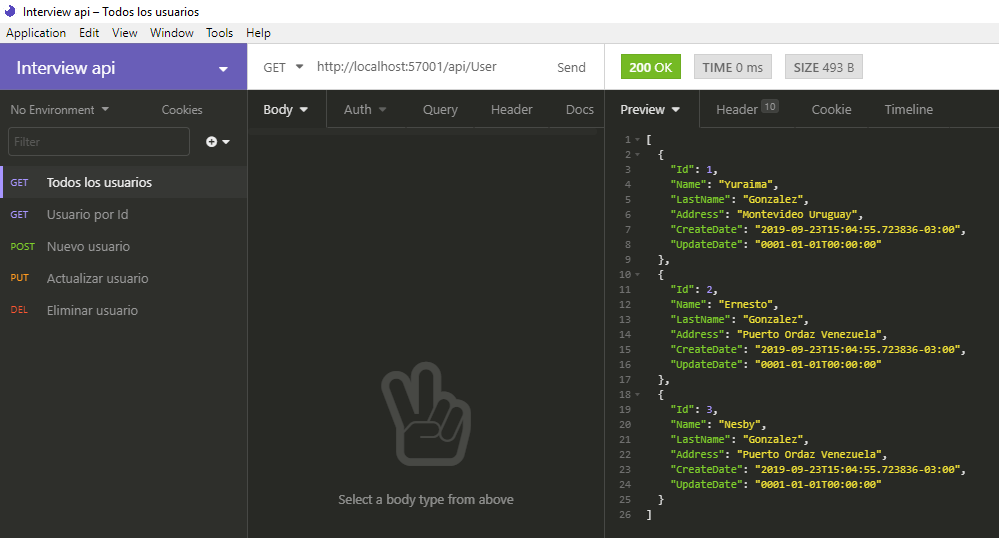 Interview api – Todos los usuarios
Application Edit View Window Tools Help
Interview api
GET http://localhost:57001/api/User Send
200 OK TIME 0 ms SIZE 493 B
No Environment Cookies
Body Auth Query Header Docs
Preview Header 10 Cookie Timeline
Filter
GET Todos los usuarios
GET Usuario por Id
POST Nuevo usuario
PUT Actualizar usuario
DEL Eliminar usuario
Select a body type from above
1 [
2 {
3 "Id": 1,
4 "Name": "Yuraima",
5 "LastName": "Gonzalez",
6 "Address": "Montevideo Uruguay",
7 "CreateDate": "2019-09-23T15:04:55.723836-03:00",
8 "UpdateDate": "0001-01-01T00:00:00"
9 },
10 {
11 "Id": 2,
12 "Name": "Ernesto",
13 "LastName": "Gonzalez",
14 "Address": "Puerto Ordaz Venezuela",
15 "CreateDate": "2019-09-23T15:04:55.723836-03:00",
16 "UpdateDate": "0001-01-01T00:00:00"
17 },
18 {
19 "Id": 3,
20 "Name": "Nesby",
21 "LastName": "Gonzalez",
22 "Address": "Puerto Ordaz Venezuela",
23 "CreateDate": "2019-09-23T15:04:55.723836-03:00",
24 "UpdateDate": "0001-01-01T00:00:00"
25 }
26 ]